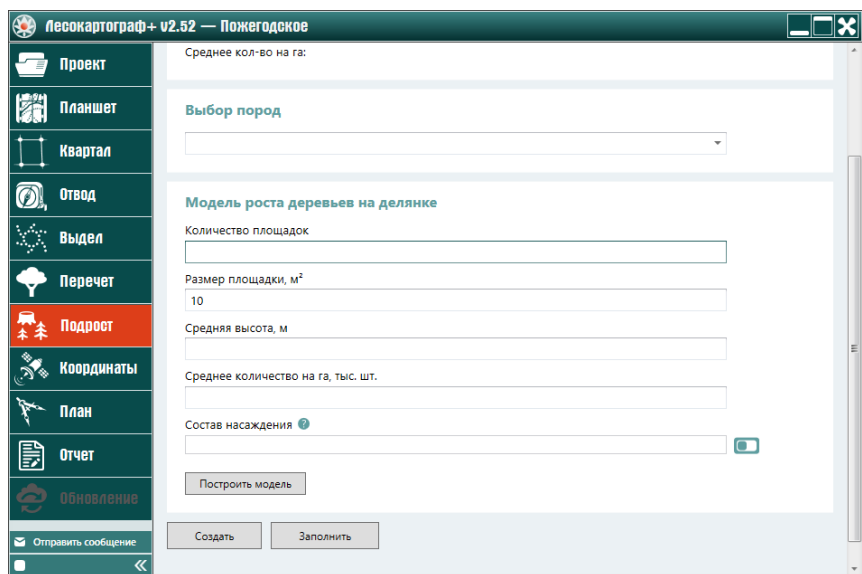 Лесокартограф+ v2.52 — Пожегодское
Проект
Планшет
Квартал
Отвод
Выдел
Перечет
Подрост
Координаты
План
Отчет
Обновление
Отправить сообщение
Среднее кол-во на га:
Выбор пород
Модель роста деревьев на делянке
Количество площадок
Размер площадки, м²
10
Средняя высота, м
Среднее количество на га, тыс. шт.
Состав насаждения ?
Построить модель
Создать
Заполнить